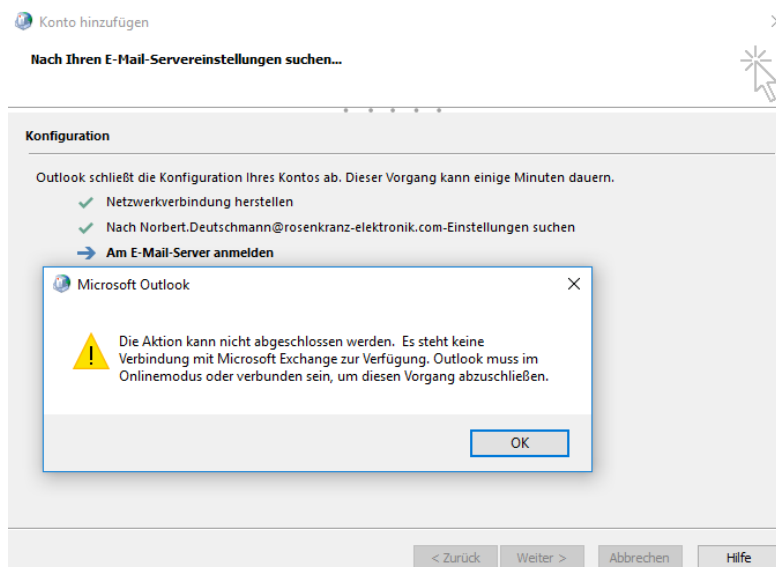 Konto hinzufügen
Nach Ihren E-Mail-Servereinstellungen suchen...
Konfiguration
Outlook schließt die Konfiguration Ihres Kontos ab. Dieser Vorgang kann einige Minuten dauern.
Netzwerkverbindung herstellen
Nach Norbert.Deutschmann@rosenkranz-elektronik.com-Einstellungen suchen
Am E-Mail-Server anmelden
Microsoft Outlook
Die Aktion kann nicht abgeschlossen werden. Es steht keine
Verbindung mit Microsoft Exchange zur Verfügung. Outlook muss im
Onlinemodus oder verbunden sein, um diesen Vorgang abzuschließen.
OK
< Zurück Weiter > Abbrechen Hilfe